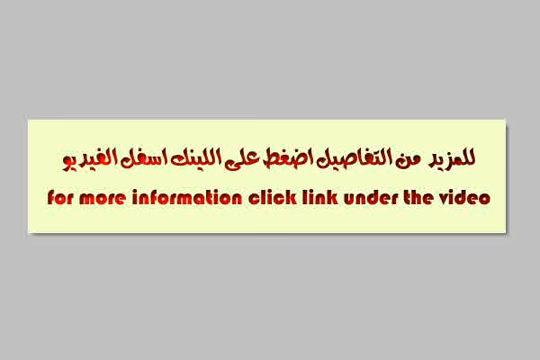 للمزيد من التفاصيل اضغط على اللينك اسفل الفيديو
for more information click link under the video